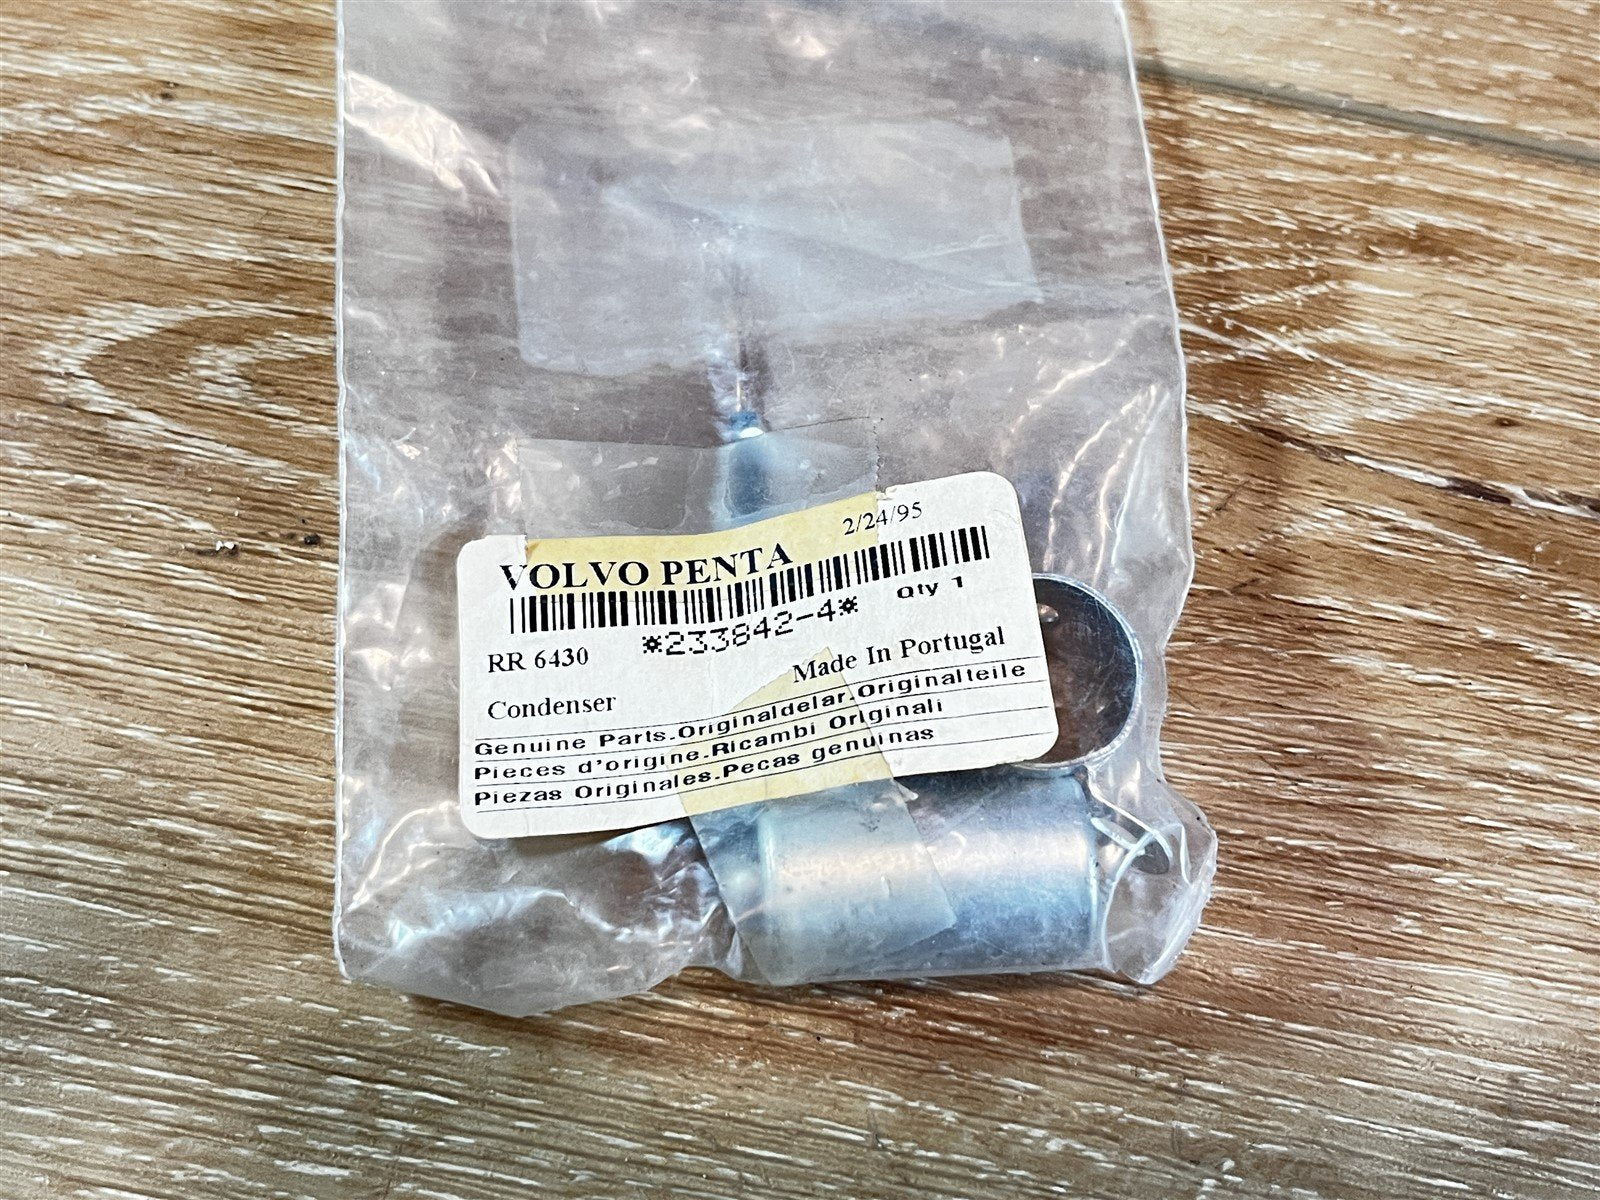 2/24/95
VOLVO PENTA
Qty 1
*233842-4*
RR 6430
Made In Portugal
Condenser
Genuine Parts.Originaldelar.Originalteile
Pieces d'origine.Ricambi Originali
Piezas Originales.Pecas genuinas